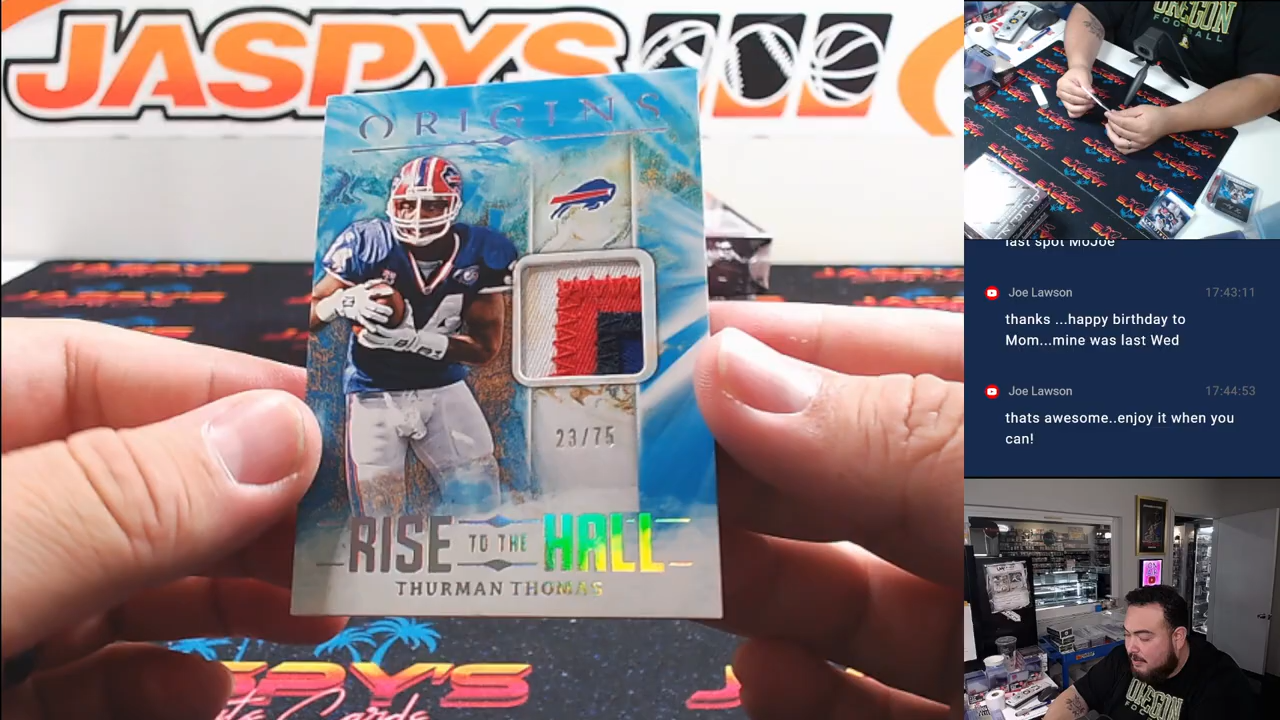 JASPYS
ORIGINS
23/75
RISE TO THE HALL
THURMAN THOMAS
JASPY'S
OREGON
FOOTBALL
last spot MoJoe
Joe Lawson 17:43:11
thanks ...happy birthday to
Mom...mine was last Wed
Joe Lawson 17:44:53
thats awesome..enjoy it when you
can!
OREGON